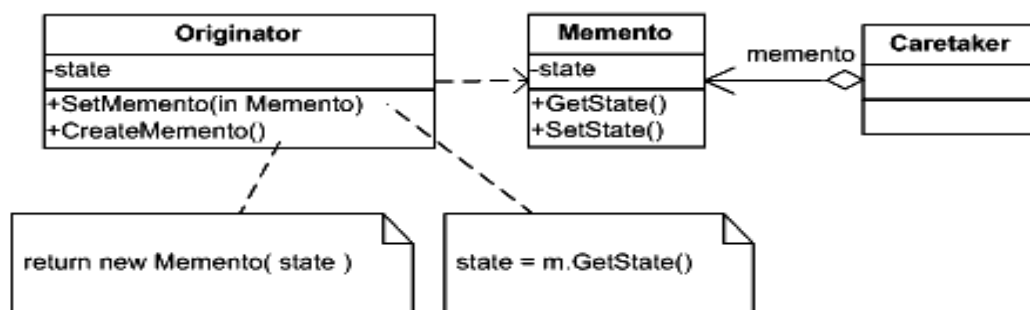 Originator
-state
+SetMemento(in Memento)
+CreateMemento()
Memento
-state
+GetState()
+SetState()
memento
Caretaker
return new Memento( state )
state = m.GetState()